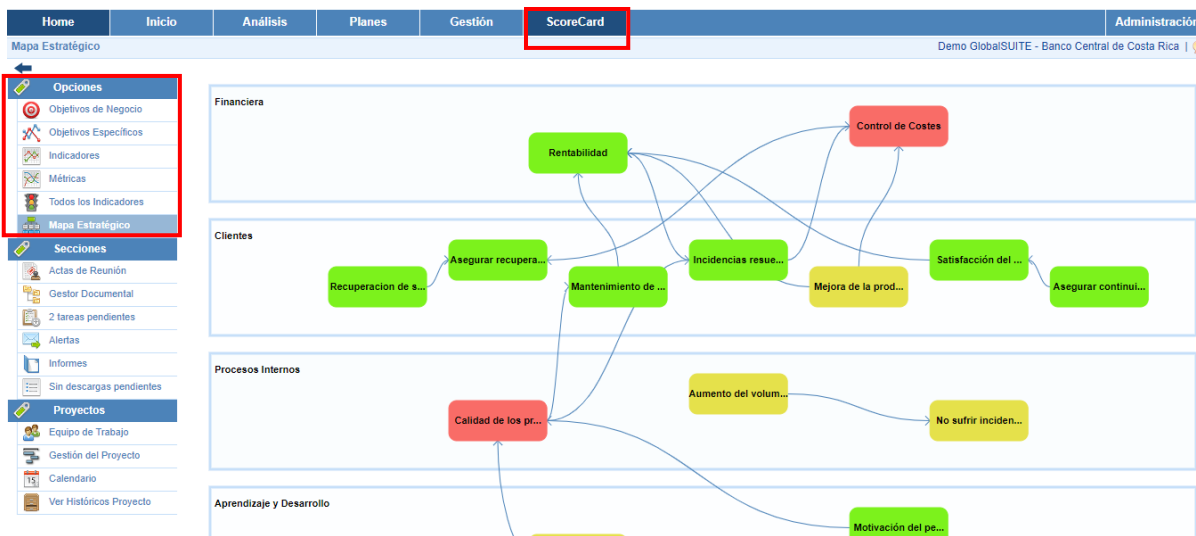 Home Inicio Análisis Planes Gestión ScoreCard Administración
Mapa Estratégico Demo GlobalSUITE - Banco Central de Costa Rica |
Opciones
Objetivos de Negocio
Objetivos Específicos
Indicadores
Métricas
Todos los Indicadores
Mapa Estratégico
Secciones
Actas de Reunión
Gestor Documental
2 tareas pendientes
Alertas
Informes
Sin descargas pendientes
Proyectos
Equipo de Trabajo
Gestión del Proyecto
15 Calendario
Ver Históricos Proyecto
Financiera
Control de Costes
Rentabilidad
Clientes
Asegurar recupera...
Incidencias resue...
Satisfacción del ...
Recuperacion de s...
Mantenimiento de ...
Mejora de la prod...
Asegurar continui...
Procesos Internos
Aumento del volum...
Calidad de los pr...
No sufrir inciden...
Aprendizaje y Desarrollo
Motivación del pe...